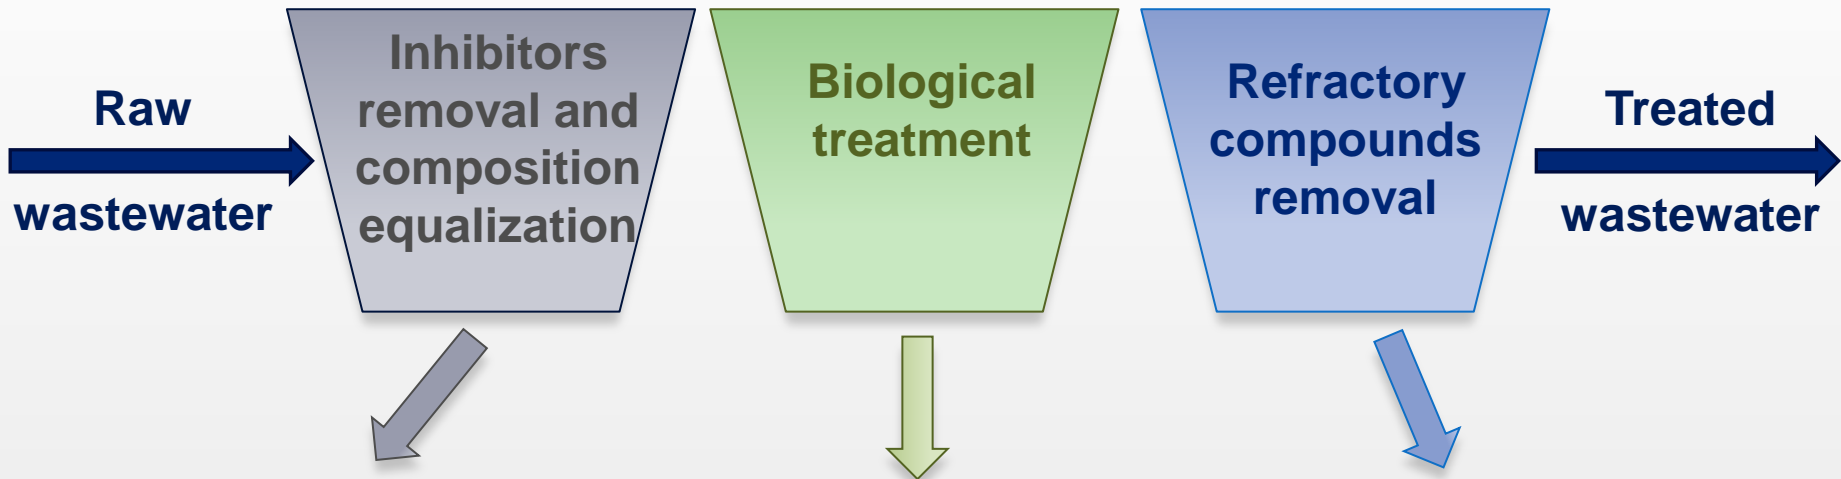 Raw
wastewater
Inhibitors
removal and
composition
equalization
Biological
treatment
Refractory
compounds
removal
Treated
wastewater